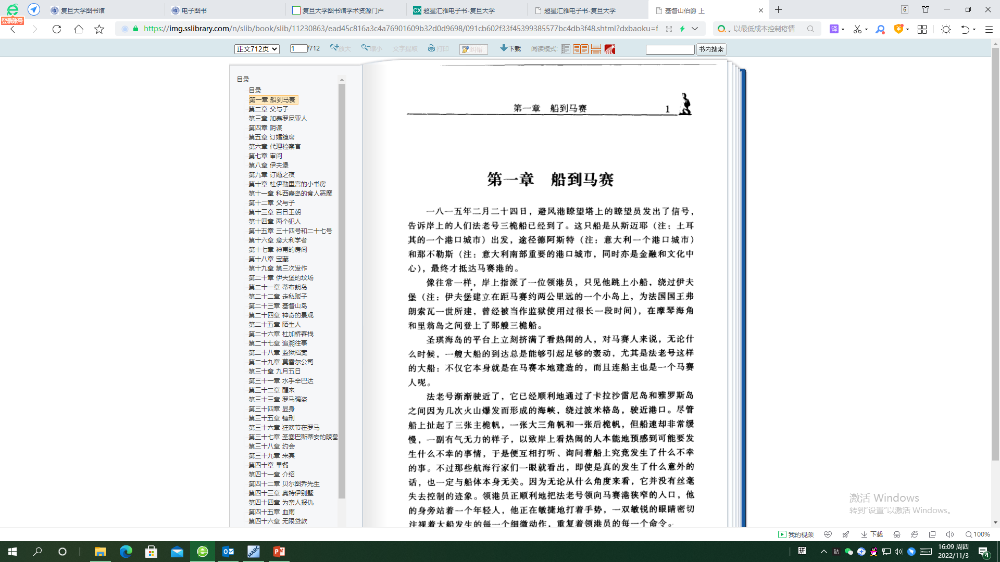 复旦大学图书馆
电子图书
复旦大学图书馆学术资源门户
CX 超星汇雅电子书-复旦大学
超星汇雅电子书-复旦大学
基督山伯爵 上
6
登录账号
https://img.sslibrary.com/n/slib/book/slib/11230863/ead45c816a3c4a76901609b32d0d9698/091cb602f33f45399385577bc4db3f48.shtml?dxbaoku=f
以最低成本控制疫情
译
正文712页
1 /712
放大
缩小
文字提取
打印
纠错
下载
阅读模式:
书内搜索
目录
目录
第一章 船到马赛
第二章 父与子
第三章 加泰罗尼亚人
第四章 阴谋
第五章 订婚筵席
第六章 代理检察官
第七章 审问
第八章 伊夫堡
第九章 订婚之夜
第十章 杜伊勒里宫的小书房
第十一章 科西嘉岛的食人恶魔
第十二章 父与子
第十三章 百日王朝
第十四章 两个犯人
第十五章 三十四号和二十七号
第十六章 意大利学者
第十七章 神甫的房间
第十八章 宝藏
第十九章 第三次发作
第二十章 伊夫堡的坟场
第二十一章 蒂布朗岛
第二十二章 走私贩子
第二十三章 基督山岛
第二十四章 神奇的景观
第二十五章 陌生人
第二十六章 杜加桥客栈
第二十七章 追溯往事
第二十八章 监狱档案
第二十九章 莫雷尔公司
第三十章 九月五日
第三十一章 水手辛巴达
第三十二章 醒来
第三十三章 罗马强盗
第三十四章 显身
第三十五章 锤刑
第三十六章 狂欢节在罗马
第三十七章 圣塞巴斯蒂安的陵墓
第三十八章 约会
第三十九章 来宾
第四十章 早餐
第四十一章 介绍
第四十二章 贝尔图乔先生
第四十三章 奥特伊别墅
第四十四章 为亲人报仇
第四十五章 血雨
第四十六章 无限贷款
第一章 船到马赛 1
第一章 船到马赛
一八一五年二月二十四日，避风港瞭望塔上的瞭望员发出了信号，
告诉岸上的人们法老号三桅船已经到了。这只船是从斯迈耶（注：土耳
其的一个港口城市）出发，途径德阿斯特（注：意大利一个港口城市）
和那不勒斯（注：意大利南部重要的港口城市，同时亦是金融和文化中
心），最终才抵达马赛港的。
像往常一样，岸上指派了一位领港员，只见他跳上小船，绕过伊夫
堡（注：伊夫堡建立在距马赛约两公里远的一个小岛上，为法国国王弗
朗索瓦一世所建，曾经被当作监狱使用过很长一段时间），在摩琴海角
和里翁岛之间登上了那艘三桅船。
圣琪海岛的平台上立刻挤满了看热闹的人，对马赛人来说，无论什
么时候，一艘大船的到达总是能够引起足够的轰动，尤其是法老号这样
的大船：不仅它本身就是在马赛本地建造的，而且连船主也是一个马赛
人呢。
法老号渐渐驶近了，它已经顺利地通过了卡拉沙雷尼岛和雅罗斯岛
之间因为几次火山爆发而形成的海峡，绕过波米格岛，驶近港口。尽管
船上扯起了三张主桅帆，一张大三角帆和一张后桅帆，但船速却非常缓
慢，一副有气无力的样子，以致岸上看热闹的人本能地预感到可能要发
生什么不幸的事情，于是便互相打听、询问着船上究竟发生了什么不幸
的事。不过那些航海行家们一眼就看出，即使是真的发生了什么意外的
话，也一定与船体本身无关。因为无论从什么角度来看，它并没有丝毫
失去控制的迹象。领港员正顺利地把法老号领向马赛港狭窄的入口，他
的身旁站着一个年轻人，他正在敏捷地打着手势，一双敏锐的眼睛密切
注视着大船发生的每一个细微动作，重复着领港员的每一个命令。
激活 Windows
转到“设置”以激活 Windows。
我的视频
下载
100%
MARC
拼
16:09 周四
2022/11/3
4